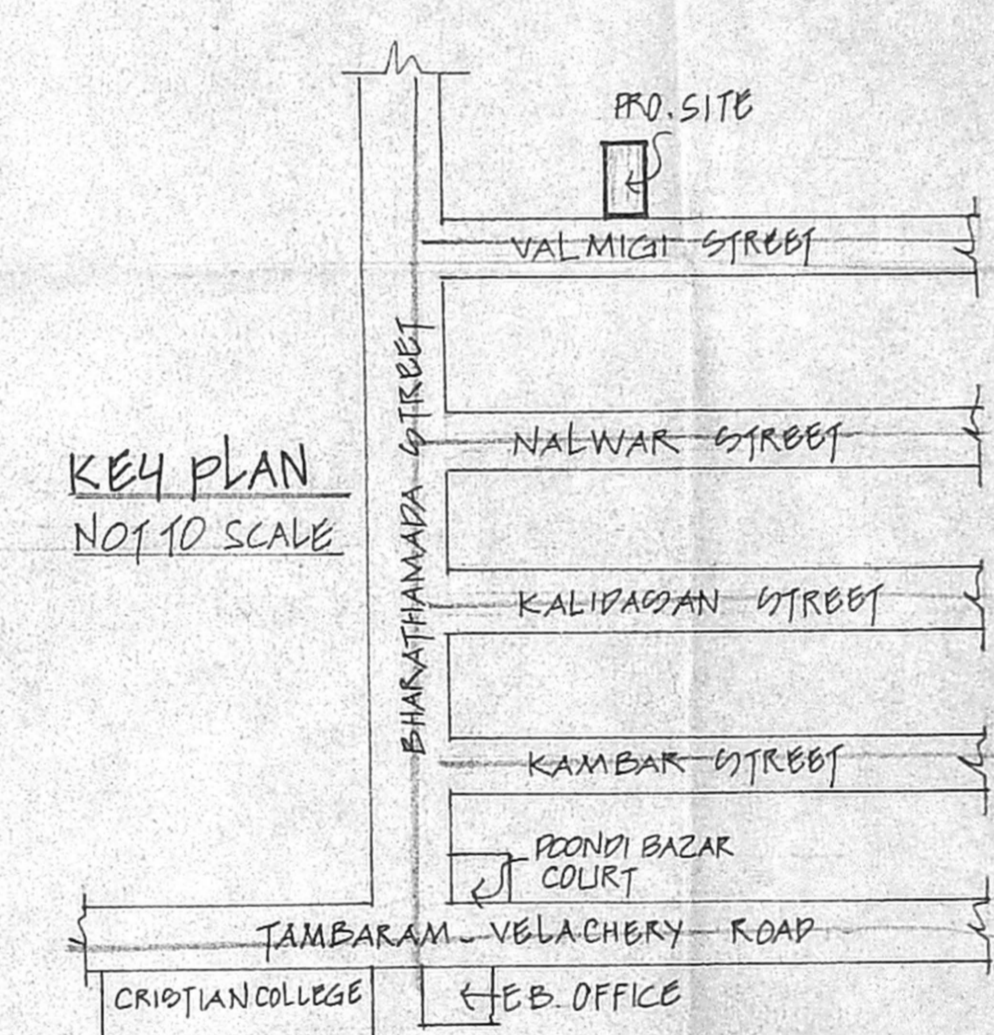 PRO. SITE
VALMIGI STREET
BHARATHAMADA STREET
NALWAR STREET
KEY PLAN
NOT TO SCALE
KALIDASAN STREET
KAMBAR STREET
POONDI BAZAR
COURT
TAMBARAM - VELACHERY ROAD
CRISTIAN COLLEGE
E.B. OFFICE